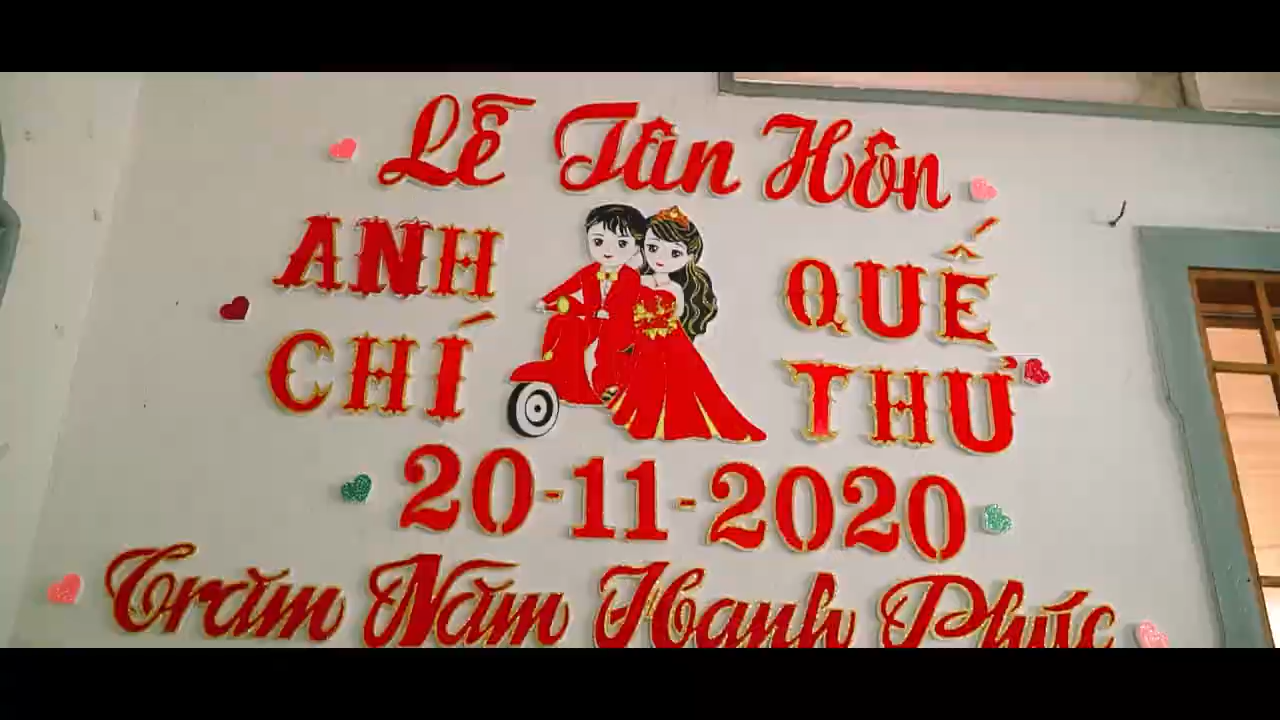 Lễ Tân Hôn
ANH QUẾ
CHÍ THƯ
20-11-2020
Trăm Năm Hạnh Phúc